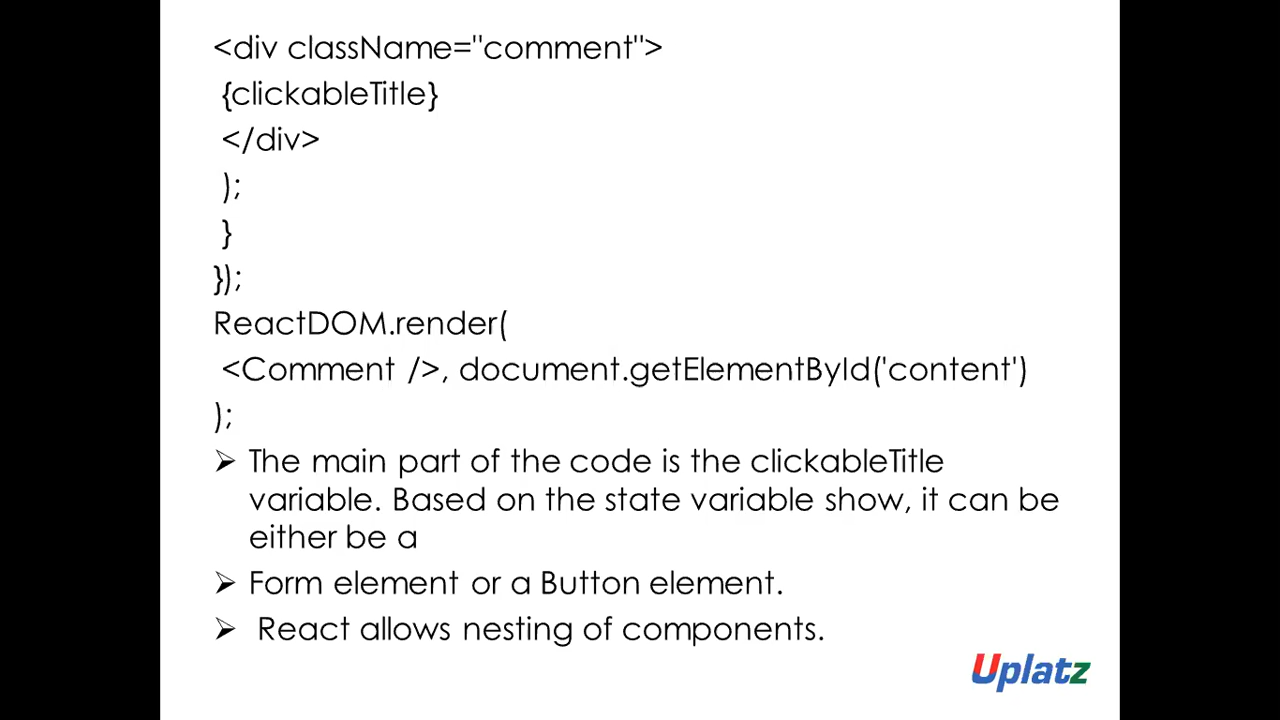 <div className="comment">
{clickableTitle}
</div>
);
}
});
ReactDOM.render(
<Comment />, document.getElementById('content')
);
➢ The main part of the code is the clickableTitle
variable. Based on the state variable show, it can be
either be a
➢ Form element or a Button element.
➢ React allows nesting of components.
Uplatz